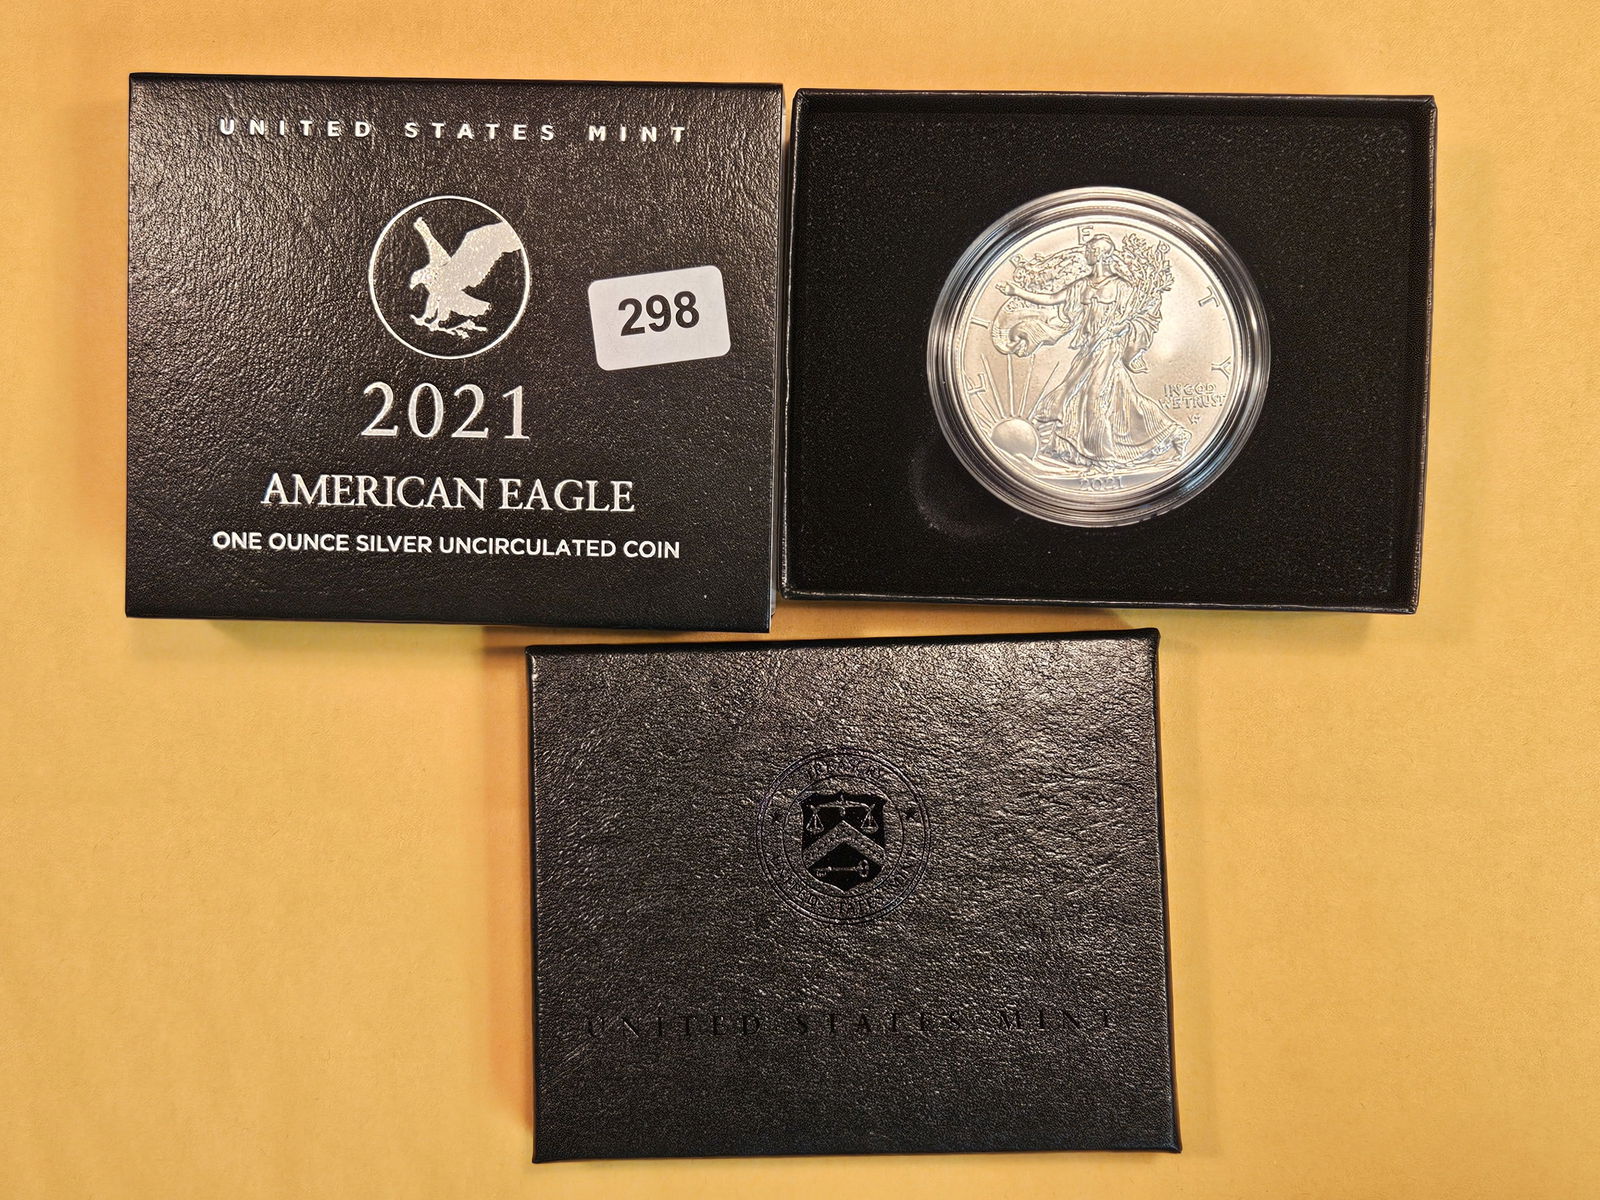 UNITED STATES MINT
298
2021
AMERICAN EAGLE
ONE OUNCE SILVER UNCIRCULATED COIN
LIBERTY
IN GOD
WE TRUST
2021
UNITED STATES MINT